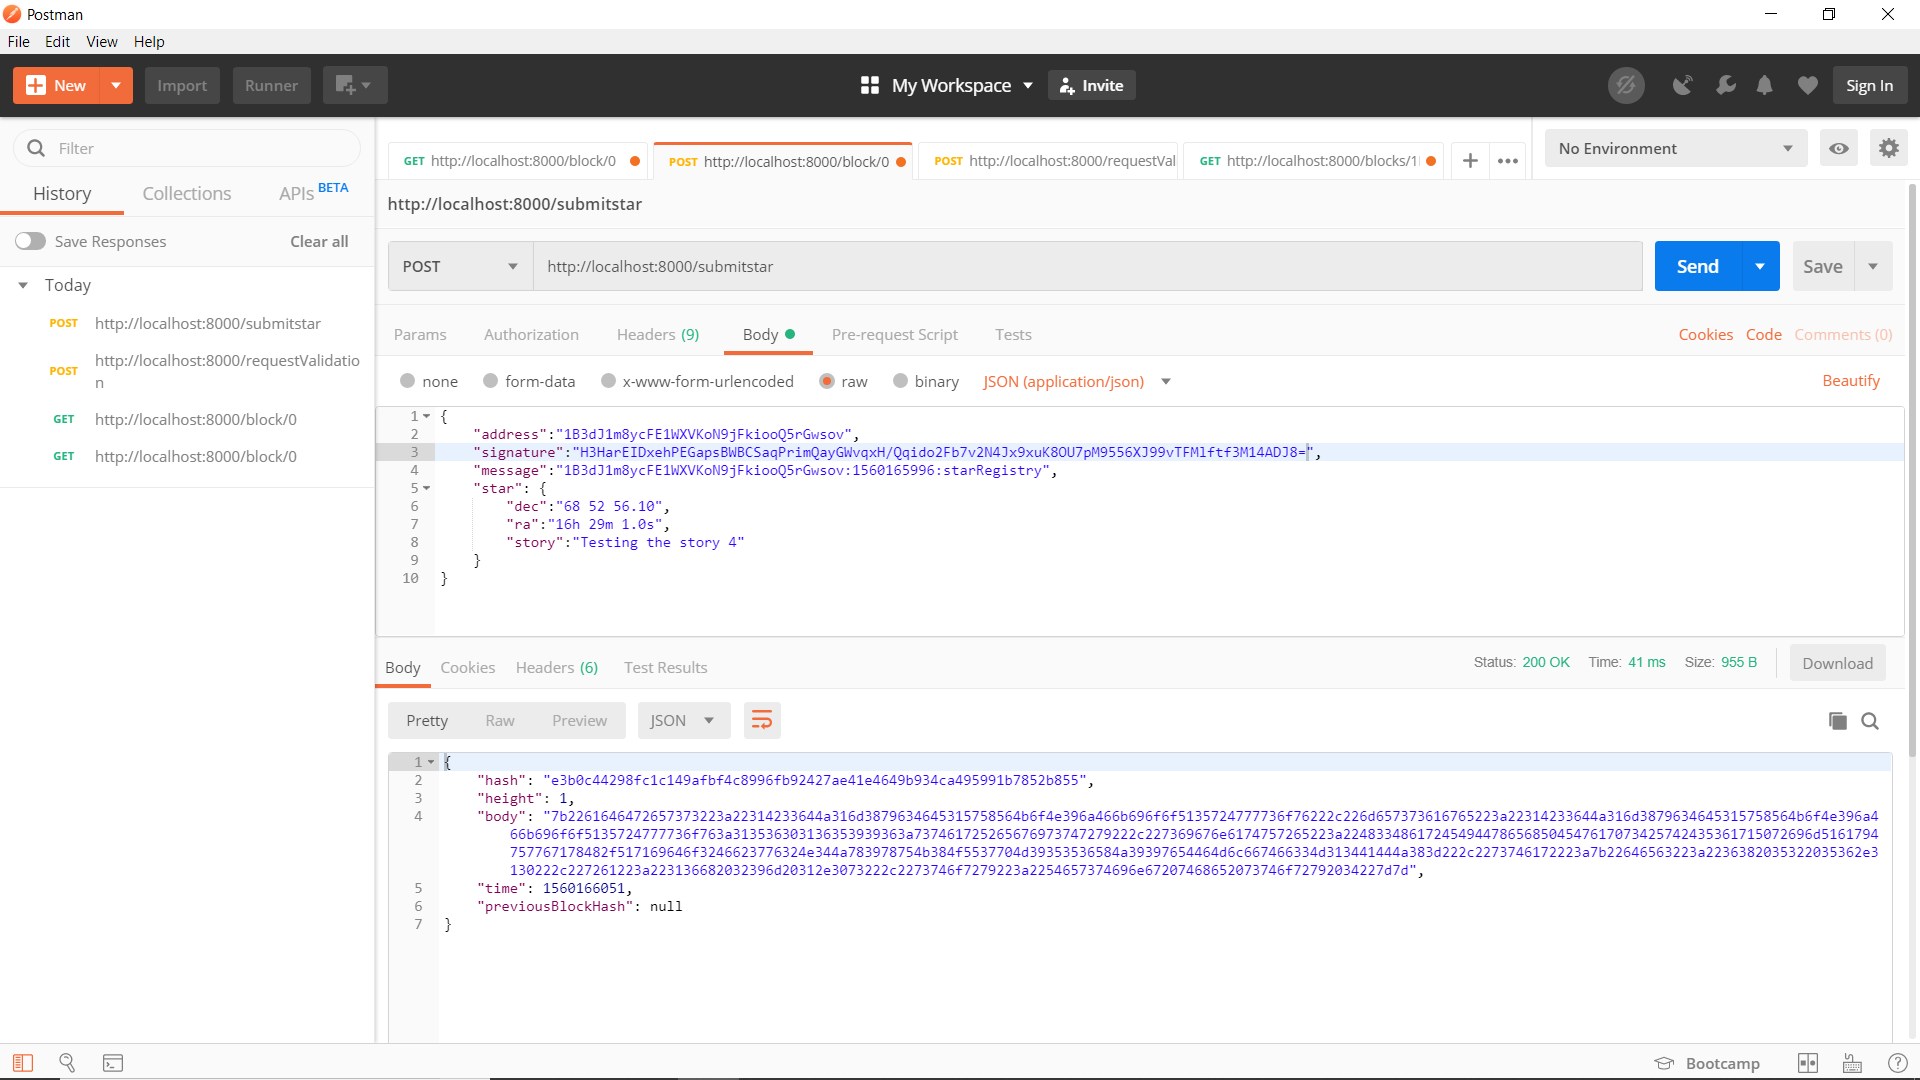 Postman
File Edit View Help
New Import Runner My Workspace Invite Sign In
Filter
History Collections APIs BETA
Save Responses Clear all
Today
POST http://localhost:8000/submitstar
POST http://localhost:8000/requestValidatio
n
GET http://localhost:8000/block/0
GET http://localhost:8000/block/0
GET http://localhost:8000/block/0 POST http://localhost:8000/block/0 POST http://localhost:8000/requestVal GET http://localhost:8000/blocks/1 No Environment
http://localhost:8000/submitstar
POST http://localhost:8000/submitstar Send Save
Params Authorization Headers (9) Body Pre-request Script Tests Cookies Code Comments (0)
none form-data x-www-form-urlencoded raw binary JSON (application/json) Beautify
1 {
2 "address":"1B3dJ1m8ycFE1WXVKoN9jFkiooQ5rGwsov",
3 "signature":"H3HarEIDxehPEGapsBWBCSaqPrimQayGWvqxH/Qqido2Fb7v2N4Jx9xuK8OU7pM9556XJ99vTFMlftf3M14ADJ8=",
4 "message":"1B3dJ1m8ycFE1WXVKoN9jFkiooQ5rGwsov:1560165996:starRegistry",
5 "star": {
6 "dec":"68 52 56.10",
7 "ra":"16h 29m 1.0s",
8 "story":"Testing the story 4"
9 }
10 }
Body Cookies Headers (6) Test Results Status: 200 OK Time: 41 ms Size: 955 B Download
Pretty Raw Preview JSON
1 {
2 "hash": "e3b0c44298fc1c149afbf4c8996fb92427ae41e4649b934ca495991b7852b855",
3 "height": 1,
4 "body": "7b2261646472657373223a22314233644a316d3879634645315758564b6f4e396a466b696f6f5135724777736f76222c226d657373616765223a22314233644a316d3879634645315758564b6f4e396a4
66b696f6f5135724777736f763a313536303136353939363a73746172526567697374727922​2c227369676e6174757265223a22483348617245494478656850454761707342574243536171507269​6d5161794
757767178482f517169646f3246623776324e344a783978754b384f5537704d39353536584a39397654464d6c667466334d313441444a383d222c2273746172223a7b22646563223a2236382035322035362e3
130222c227261223a223136682032396d20312e3073222c2273746f7279223a2254657374696e67207468652073746f72792034227d7d",
5 "time": 1560166051,
6 "previousBlockHash": null
7 }
Bootcamp